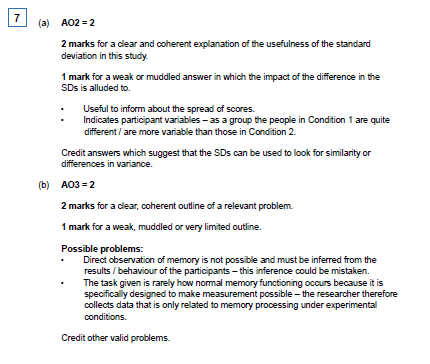 7
(a) AO2 = 2
2 marks for a clear and coherent explanation of the usefulness of the standard
deviation in this study.
1 mark for a weak or muddled answer in which the impact of the difference in the
SDs is alluded to.
• Useful to inform about the spread of scores.
• Indicates participant variables – as a group the people in Condition 1 are quite
different / are more variable than those in Condition 2.
Credit answers which suggest that the SDs can be used to look for similarity or
differences in variance.
(b) AO3 = 2
2 marks for a clear, coherent outline of a relevant problem.
1 mark for a weak, muddled or very limited outline.
Possible problems:
• Direct observation of memory is not possible and must be inferred from the
results / behaviour of the participants – this inference could be mistaken.
• The task given is rarely how normal memory functioning occurs because it is
specifically designed to make measurement possible – the researcher therefore
collects data that is only related to memory processing under experimental
conditions.
Credit other valid problems.